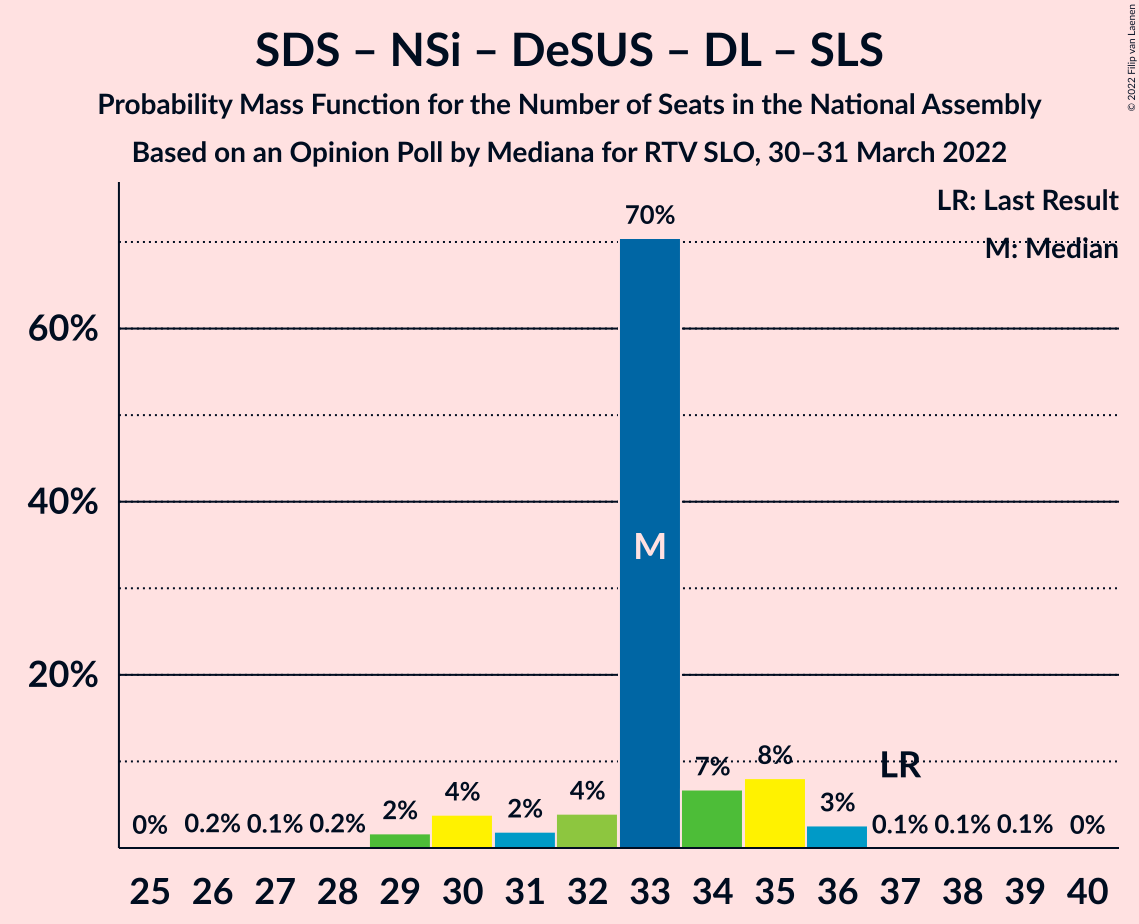 SDS – NSi – DeSUS – DL – SLS
Probability Mass Function for the Number of Seats in the National Assembly
Based on an Opinion Poll by Mediana for RTV SLO, 30–31 March 2022
© 2022 Filip van Laenen
LR: Last Result
M: Median
60%
40%
20%
0%
0.2%
0.1%
0.2%
2%
4%
2%
4%
70%
M
7%
8%
3%
LR
0.1%
0.1%
0.1%
0%
25 26 27 28 29 30 31 32 33 34 35 36 37 38 39 40